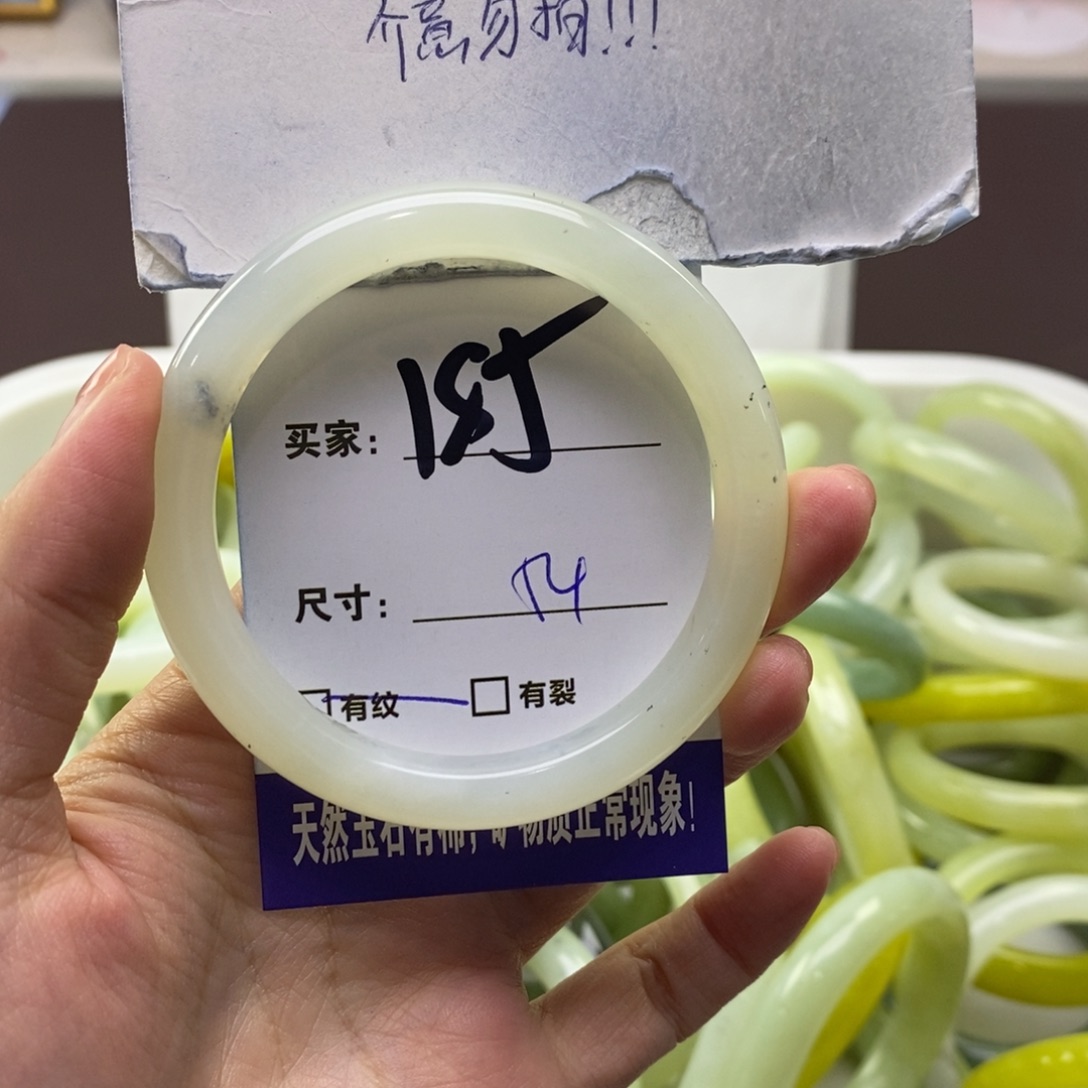 介意勿拍!!!
买家：
尺寸： 54
有纹 □有裂
天然玉石有棉，矿物质正常现象！